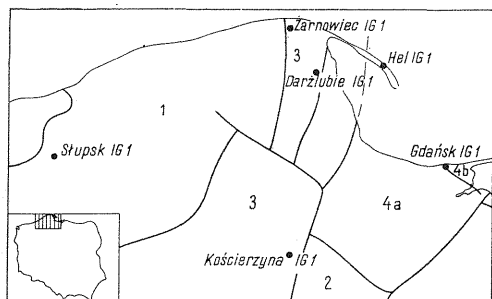 Żarnowiec IG 1
3
Hel IG 1
Darżlubie IG 1
1
Słupsk IG 1
Gdańsk IG 1
4b
3
4a
Kościerzyna IG 1
2